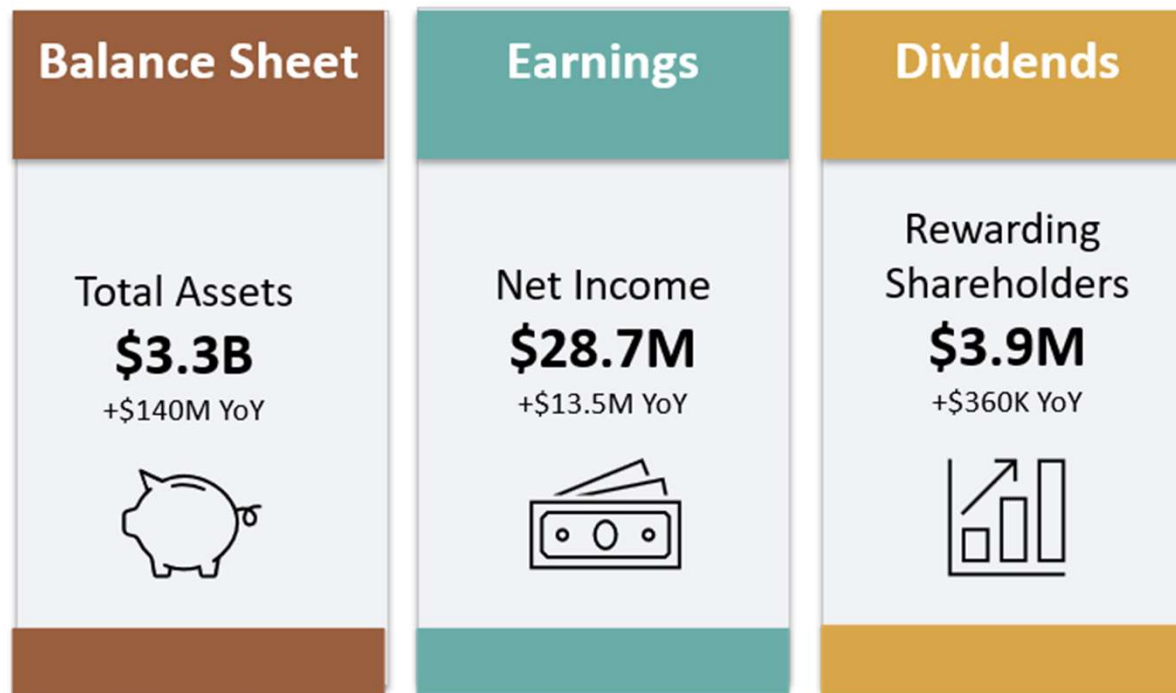 Balance Sheet
Total Assets
$3.3B
+$140M YoY
Earnings
Net Income
$28.7M
+$13.5M YoY
Dividends
Rewarding
Shareholders
$3.9M
+$360K YoY